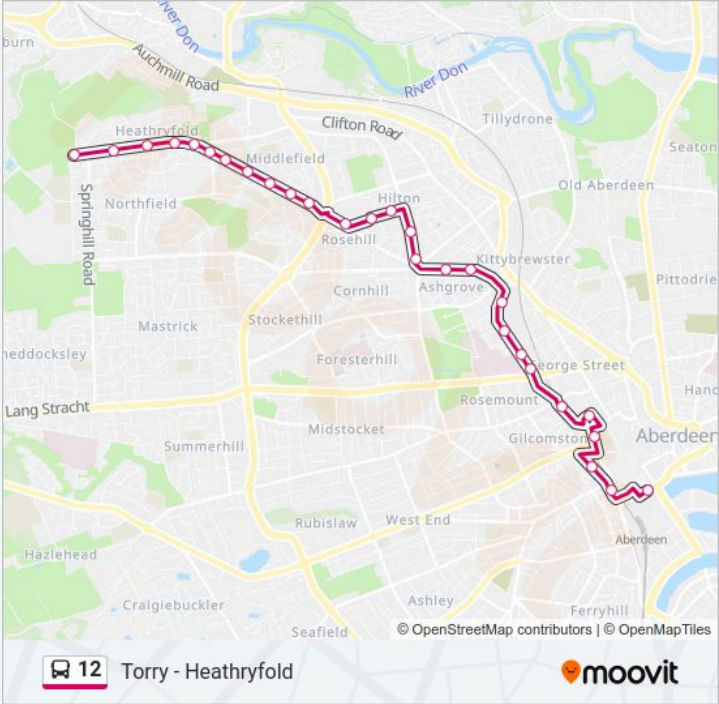 burn
River Don
Auchmill Road
River Don
Clifton Road
Tillydrone
Heathryfold
Middlefield
Seaton
Old Aberdeen
Springhill Road
Northfield
Hilton
Rosehill
Kittybrewster
Cornhill
Ashgrove
Pittodrie
Stockethill
Mastrick
heddocksley
Foresterhill
George Street
Hanc
Rosemount
Lang Stracht
Midstocket
Gilcomston
Aberdeen
Summerhill
Rubislaw
West End
Aberdeen
Hazlehead
Craigiebuckler
Ashley
Ferryhill
Seafield
© OpenStreetMap contributors | © OpenMapTiles
12 Torry - Heathryfold
moovit